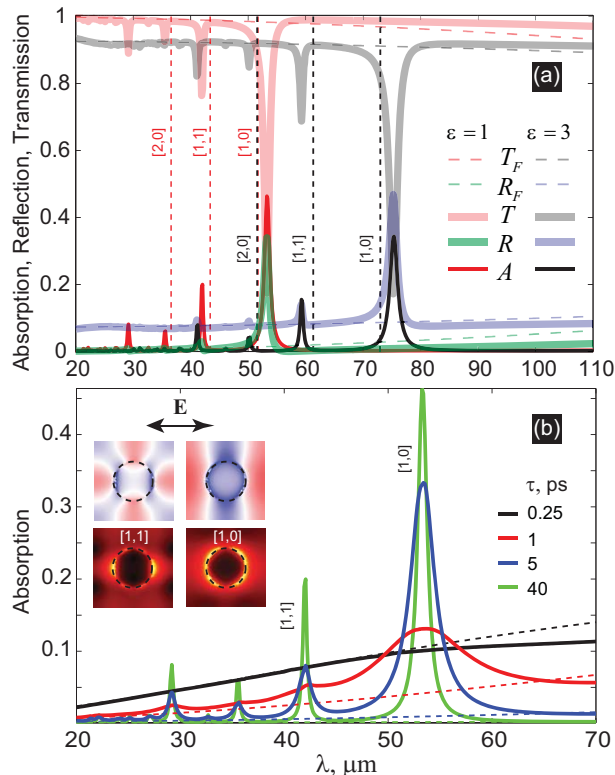 Absorption, Reflection, Transmission
1
0.8
0.6
0.4
0.2
0
(a)
[2,0]
[1,1]
[1,0]
[2,0]
[1,1]
[1,0]
ε = 1 ε = 3
T_F
R_F
T
R
A
20 30 40 50 60 70 80 90 100 110
Absorption
0.4
0.3
0.2
0.1
(b)
E
[1,1]
[1,0]
[1,1]
[1,0]
τ, ps
0.25
1
5
40
20 30 40 50 60 70
λ, μm